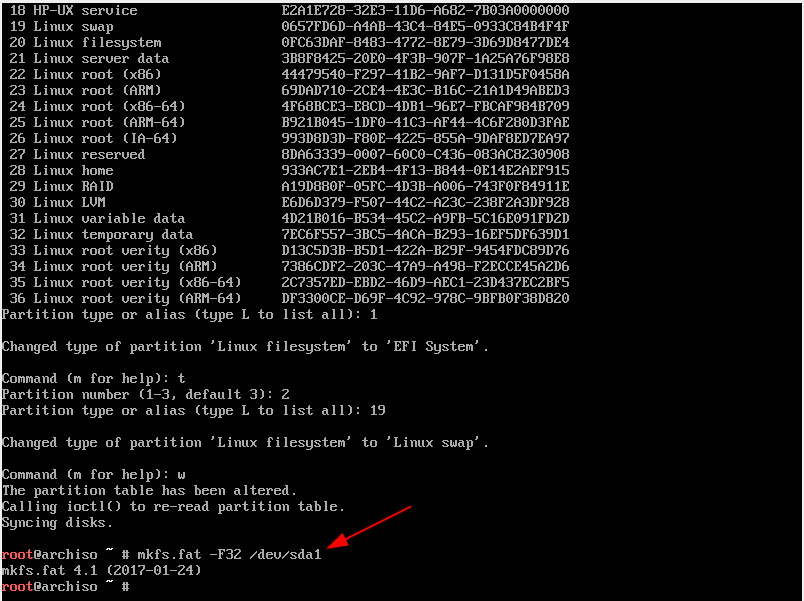 18 HP-UX service E2A1E728-32E3-11D6-A682-7B03A0000000
19 Linux swap 0657FD6D-A4AB-43C4-84E5-0933C84B4F4F
20 Linux filesystem 0FC63DAF-8483-4772-8E79-3D69D8477DE4
21 Linux server data 3B8F8425-20E0-4F3B-907F-1A25A76F98E8
22 Linux root (x86) 44479540-F297-41B2-9AF7-D131D5F0458A
23 Linux root (ARM) 69DAD710-2CE4-4E3C-B16C-21A1D49ABED3
24 Linux root (x86-64) 4F68BCE3-E8CD-4DB1-96E7-FBCAF984B709
25 Linux root (ARM-64) B921B045-1DF0-41C3-AF44-4C6F280D3FAE
26 Linux root (IA-64) 993D8D3D-F80E-4225-855A-9DAF8ED7EA97
27 Linux reserved 8DA63339-0007-60C0-C436-083AC8230908
28 Linux home 933AC7E1-2EB4-4F13-B844-0E14E2AEF915
29 Linux RAID A19D880F-05FC-4D3B-A006-743F0F84911E
30 Linux LVM E6D6D379-F507-44C2-A23C-238F2A3DF928
31 Linux variable data 4D21B016-B534-45C2-A9FB-5C16E091FD2D
32 Linux temporary data 7EC6F557-3BC5-4ACA-B293-16EF5DF639D1
33 Linux root verity (x86) D13C5D3B-B5D1-422A-B29F-9454FDC89D76
34 Linux root verity (ARM) 7386CDF2-203C-47A9-A498-F2ECCE45A2D6
35 Linux root verity (x86-64) 2C7357ED-EBD2-46D9-AEC1-23D437EC2BF5
36 Linux root verity (ARM-64) DF3300CE-D69F-4C92-978C-9BFB0F38D820
Partition type or alias (type L to list all): 1
Changed type of partition 'Linux filesystem' to 'EFI System'.
Command (m for help): t
Partition number (1-3, default 3): 2
Partition type or alias (type L to list all): 19
Changed type of partition 'Linux filesystem' to 'Linux swap'.
Command (m for help): w
The partition table has been altered.
Calling ioctl() to re-read partition table.
Syncing disks.
root@archiso ~ # mkfs.fat -F32 /dev/sda1
mkfs.fat 4.1 (2017-01-24)
root@archiso ~ #